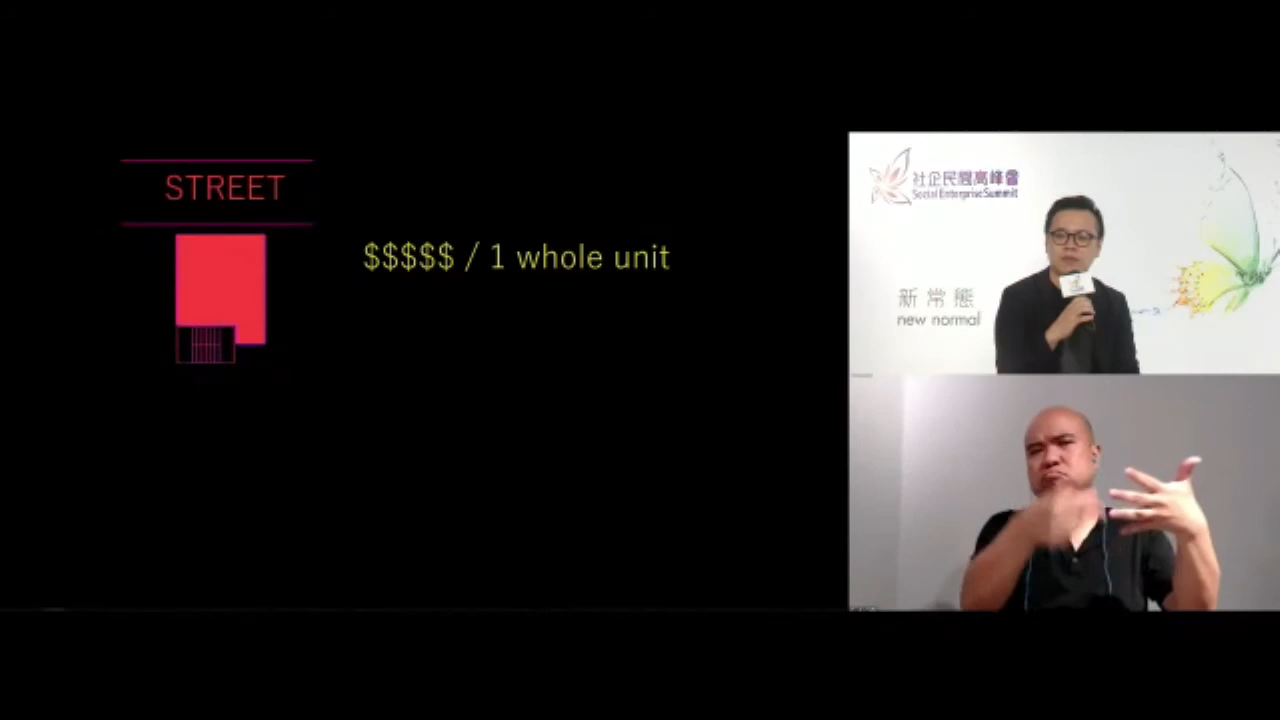 STREET
$$$$$ / 1 whole unit
社企民間高峰會
Social Enterprise Summit
新常態
new normal